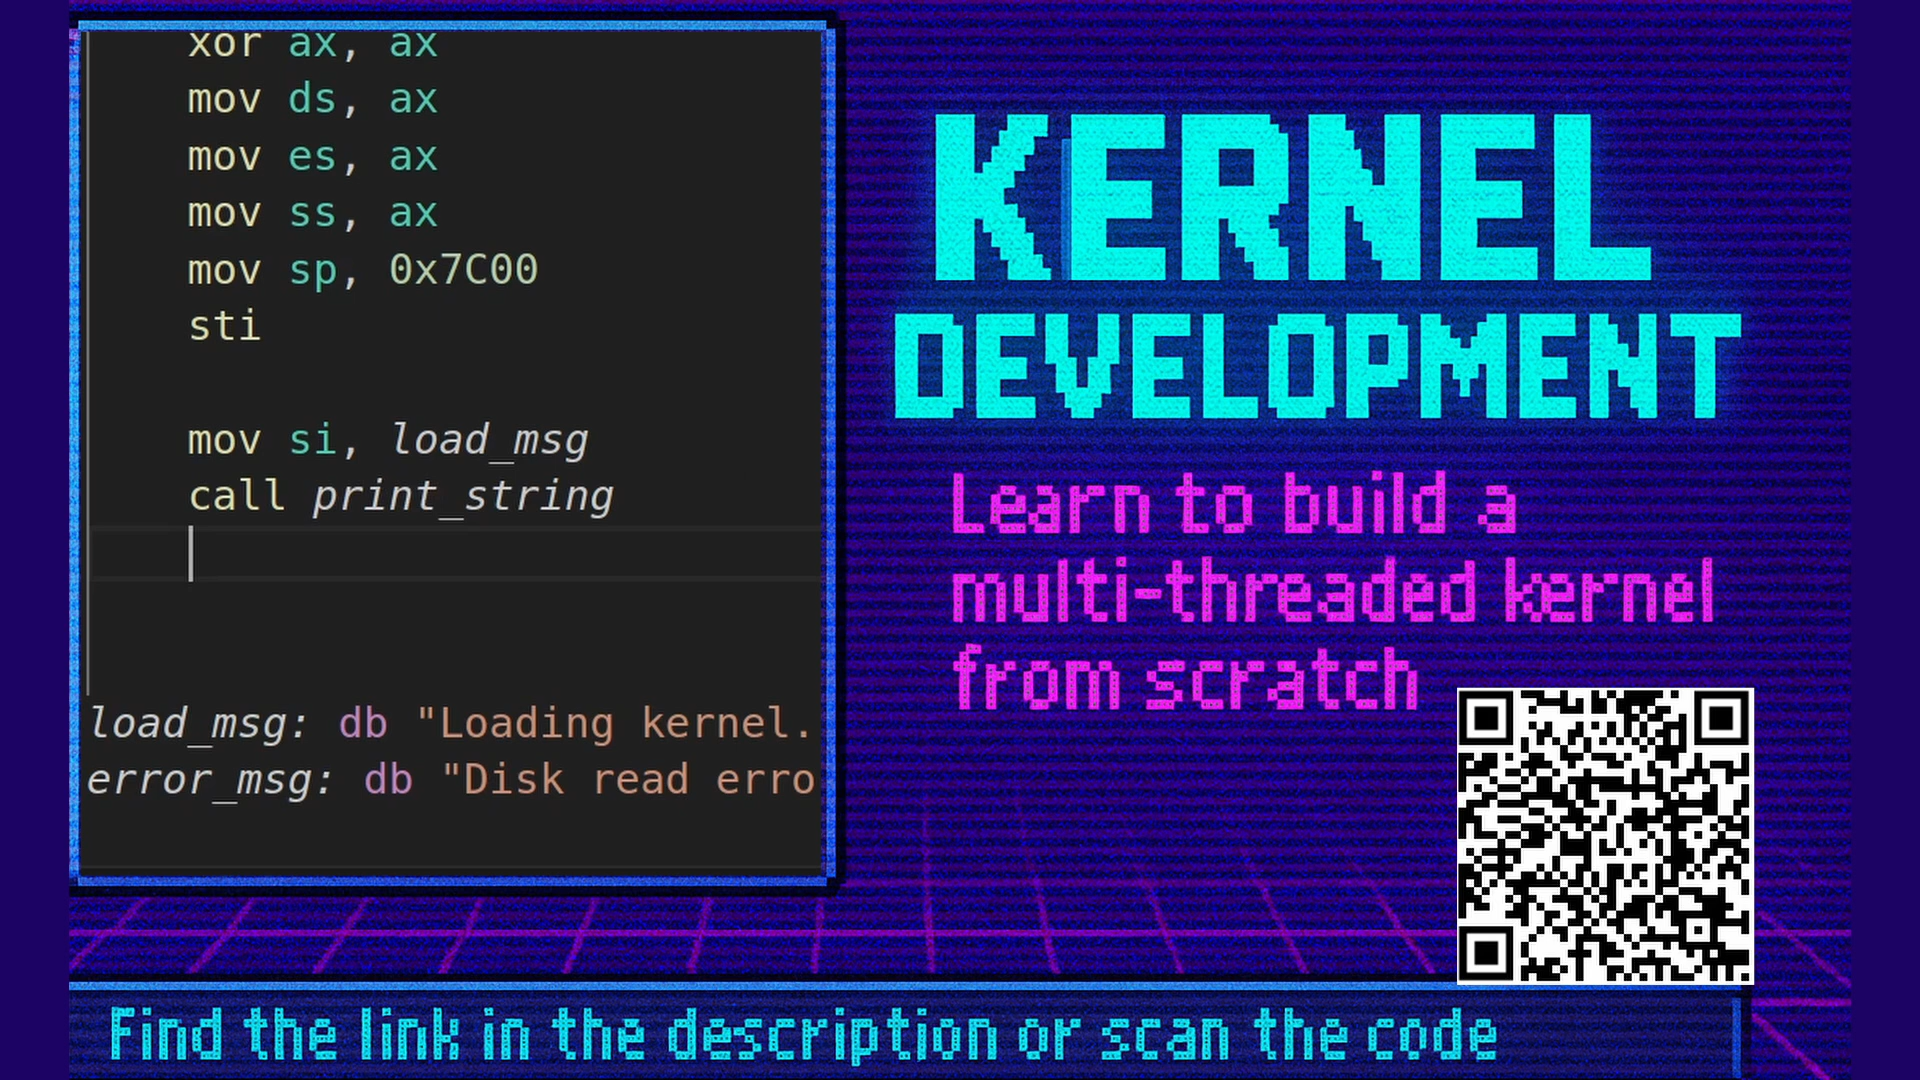 xor ax, ax
mov ds, ax
mov es, ax
mov ss, ax
mov sp, 0x7C00
sti
mov si, load_msg
call print_string
load_msg: db "Loading kernel.
error_msg: db "Disk read erro
KERNEL
DEVELOPMENT
Learn to build a
multi-threaded kernel
from scratch
Find the link in the description or scan the code